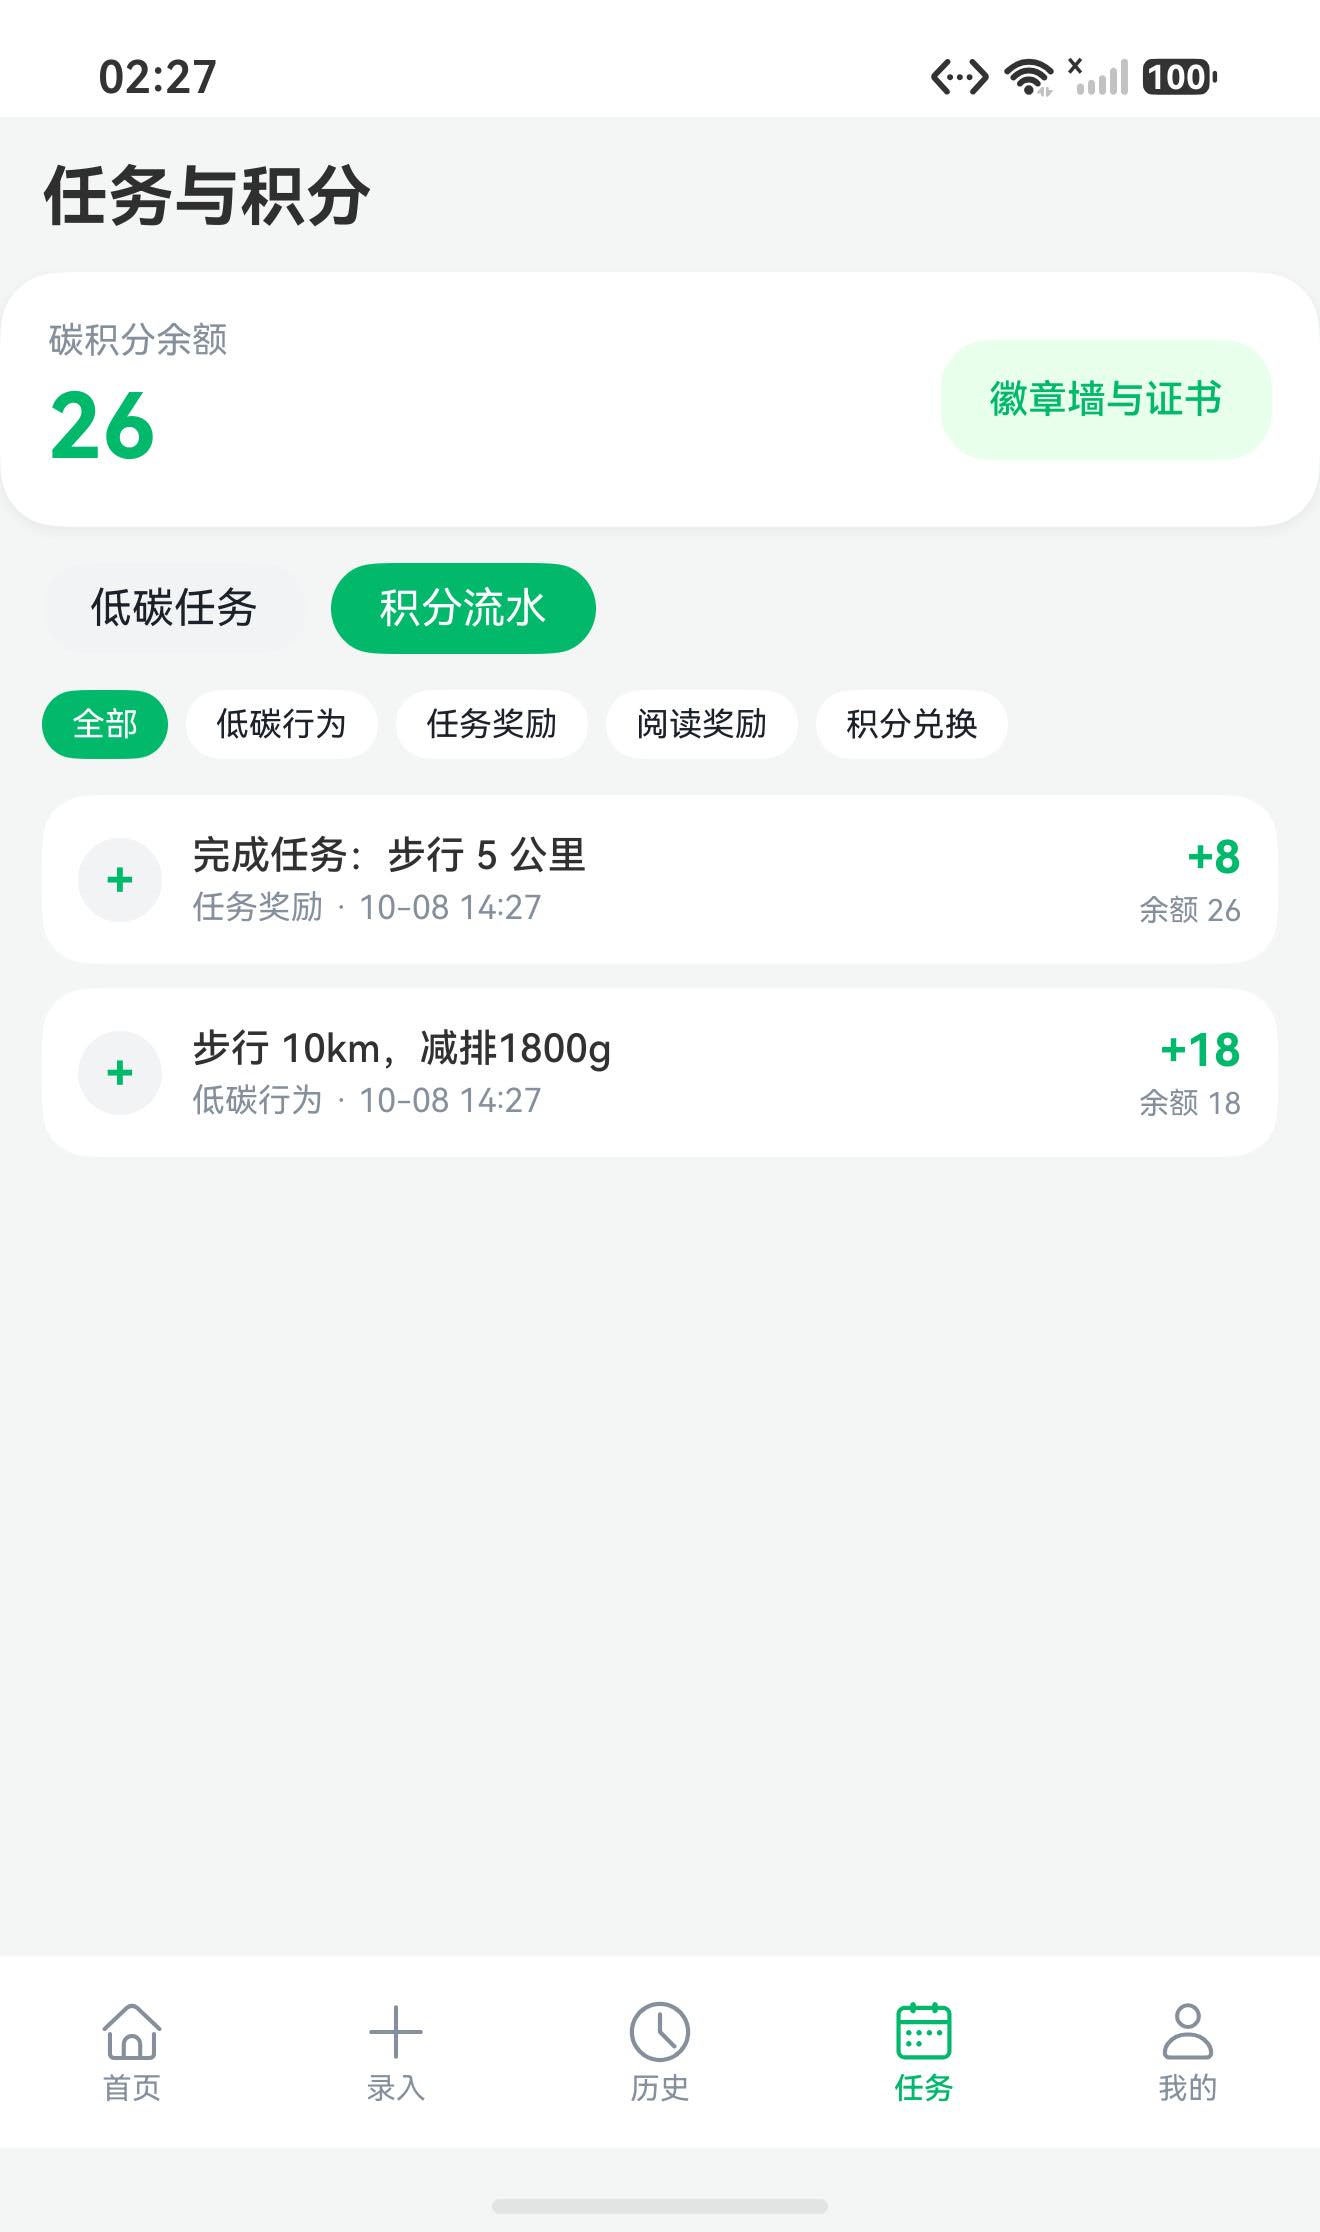 02:27
100
任务与积分
碳积分余额
26
徽章墙与证书
低碳任务
积分流水
全部
低碳行为
任务奖励
阅读奖励
积分兑换
+
完成任务：步行 5 公里
任务奖励 · 10-08 14:27
+8
余额 26
+
步行 10km，减排1800g
低碳行为 · 10-08 14:27
+18
余额 18
首页
录入
历史
任务
我的